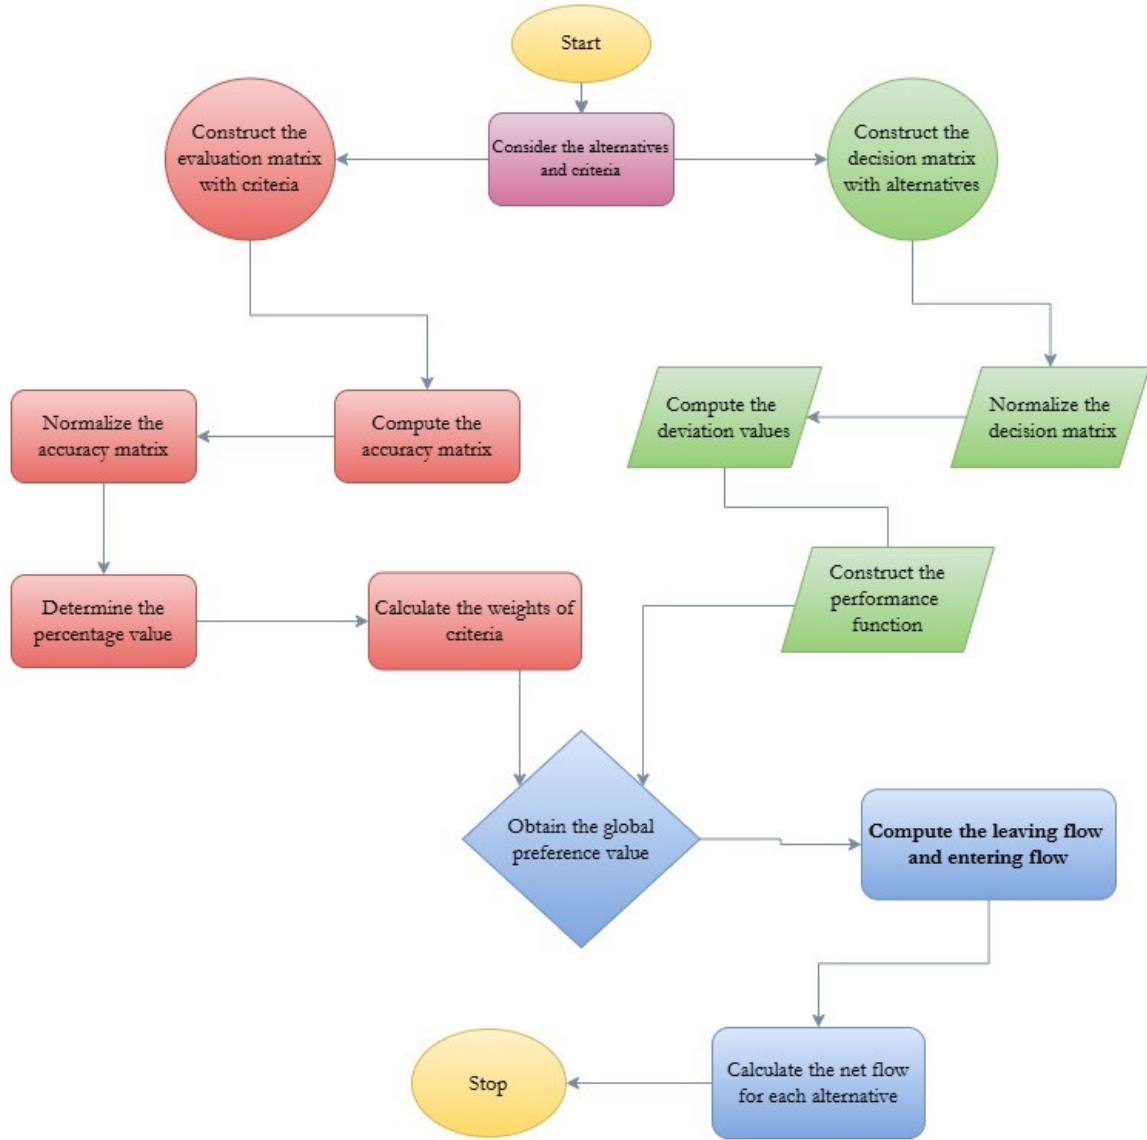 Start
Consider the alternatives
and criteria
Construct the
evaluation matrix
with criteria
Construct the
decision matrix
with alternatives
Normalize the
accuracy matrix
Compute the
accuracy matrix
Compute the
deviation values
Normalize the
decision matrix
Determine the
percentage value
Calculate the weights of
criteria
Construct the
performance
function
Obtain the global
preference value
Compute the leaving flow
and entering flow
Calculate the net flow
for each alternative
Stop